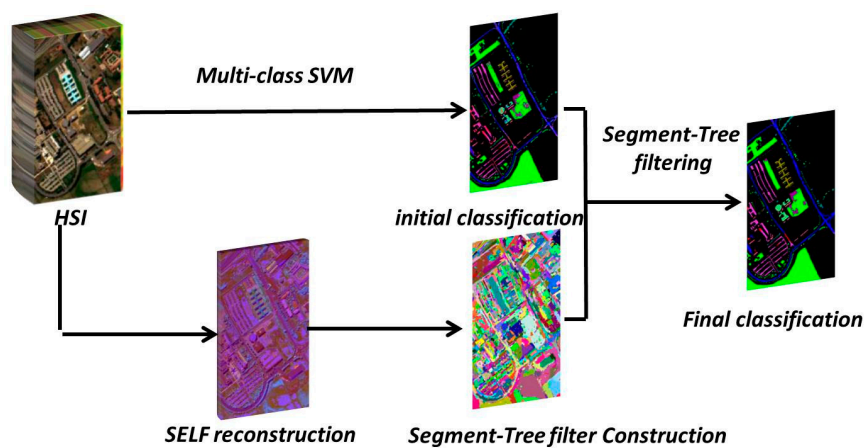 Multi-class SVM
HSI
initial classification
Segment-Tree
filtering
Final classification
SELF reconstruction
Segment-Tree filter Construction